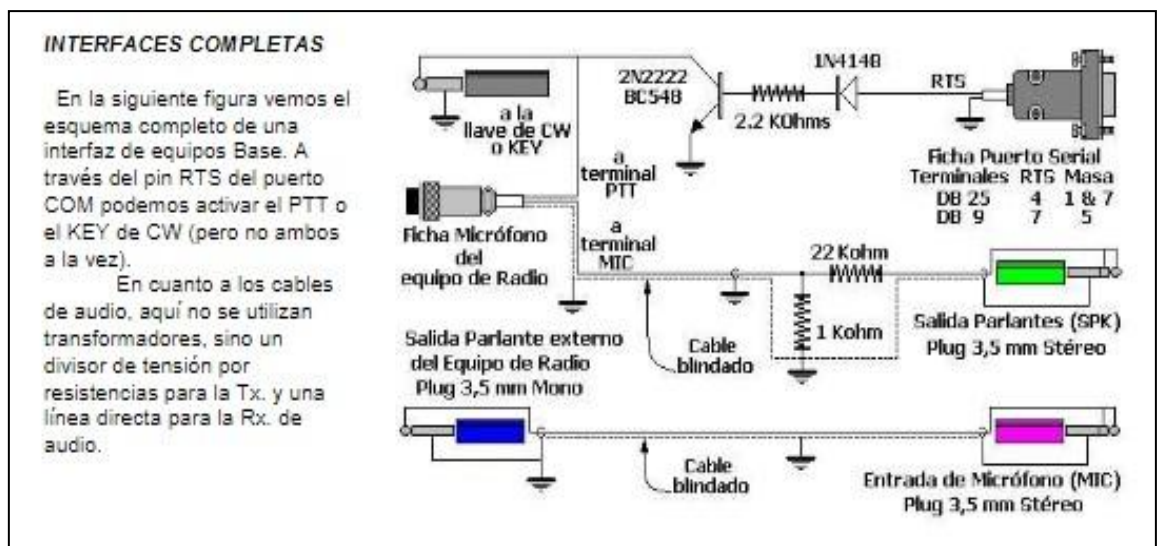 INTERFACES COMPLETAS
En la siguiente figura vemos el
esquema completo de una
interfaz de equipos Base. A
través del pin RTS del puerto
COM podemos activar el PTT o
el KEY de CW (pero no ambos
a la vez).
En cuanto a los cables
de audio, aquí no se utilizan
transformadores, sino un
divisor de tensión por
resistencias para la Tx. y una
línea directa para la Rx. de
audio.
a la
llave de CW
o KEY
2N2222
BC548
2.2 KOhms
1N4148
RTS
Ficha Puerto Serial
Terminales RTS Masa
DB 25 4 1 & 7
DB 9 7 5
a
terminal
PTT
Ficha Micrófono
del
equipo de Radio
a
terminal
MIC
22 Kohm
1 Kohm
Cable
blindado
Salida Parlantes (SPK)
Plug 3,5 mm Stéreo
Salida Parlante externo
del Equipo de Radio
Plug 3,5 mm Mono
Cable
blindado
Entrada de Micrófono (MIC)
Plug 3,5 mm Stéreo